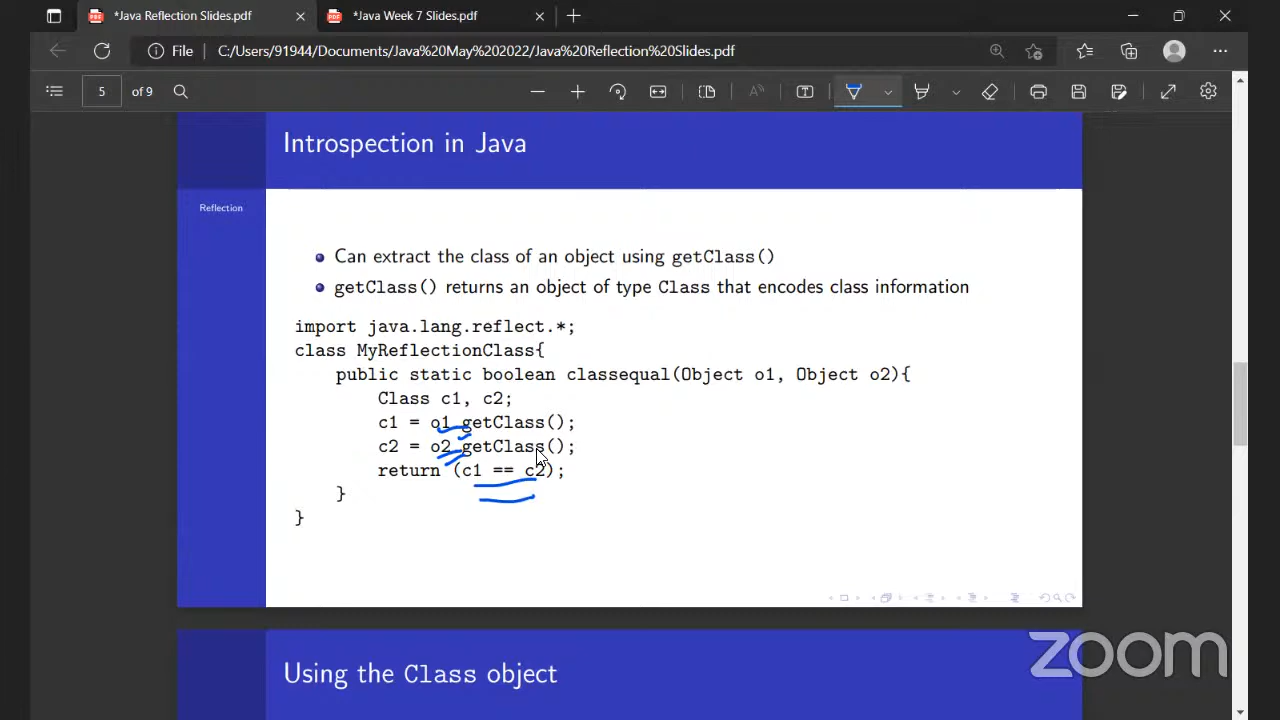 *Java Reflection Slides.pdf
*Java Week 7 Slides.pdf
File
C:/Users/91944/Documents/Java%20May%202022/Java%20Reflection%20Slides.pdf
5 of 9
Introspection in Java
Reflection
Can extract the class of an object using getClass()
getClass() returns an object of type Class that encodes class information
import java.lang.reflect.*;
class MyReflectionClass{
public static boolean classequal(Object o1, Object o2){
Class c1, c2;
c1 = o1.getClass();
c2 = o2.getClass();
return (c1 == c2);
}
}
Using the Class object
zoom